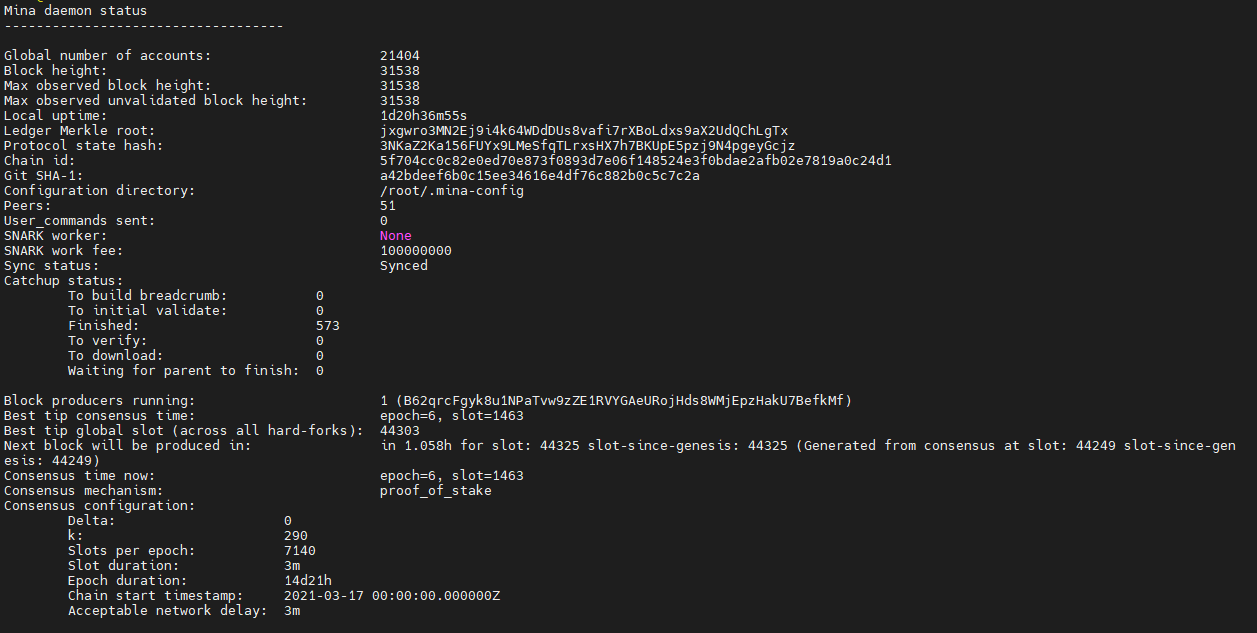 Mina daemon status
-----------------------------------
Global number of accounts: 21404
Block height: 31538
Max observed block height: 31538
Max observed unvalidated block height: 31538
Local uptime: 1d20h36m55s
Ledger Merkle root: jxgwro3MN2Ej9i4k64WDdDUs8vafi7rXBoLdxs9aX2UdQChLgTx
Protocol state hash: 3NKaZ2Ka156FUYx9LMeSfqTLrxsHX7h7BKUpE5pzj9N4pgeyGcjz
Chain id: 5f704cc0c82e0ed70e873f0893d7e06f148524e3f0bdae2afb02e7819a0c24d1
Git SHA-1: a42bdeef6b0c15ee34616e4df76c882b0c5c7c2a
Configuration directory: /root/.mina-config
Peers: 51
User_commands sent: 0
SNARK worker: None
SNARK work fee: 100000000
Sync status: Synced
Catchup status:
To build breadcrumb: 0
To initial validate: 0
Finished: 573
To verify: 0
To download: 0
Waiting for parent to finish: 0
Block producers running: 1 (B62qrcFgyk8u1NPaTvw9zZE1RVYGAeURojHds8WMjEpzHakU7BefkMf)
Best tip consensus time: epoch=6, slot=1463
Best tip global slot (across all hard-forks): 44303
Next block will be produced in: in 1.058h for slot: 44325 slot-since-genesis: 44325 (Generated from consensus at slot: 44249 slot-since-gen
esis: 44249)
Consensus time now: epoch=6, slot=1463
Consensus mechanism: proof_of_stake
Consensus configuration:
Delta: 0
k: 290
Slots per epoch: 7140
Slot duration: 3m
Epoch duration: 14d21h
Chain start timestamp: 2021-03-17 00:00:00.000000Z
Acceptable network delay: 3m